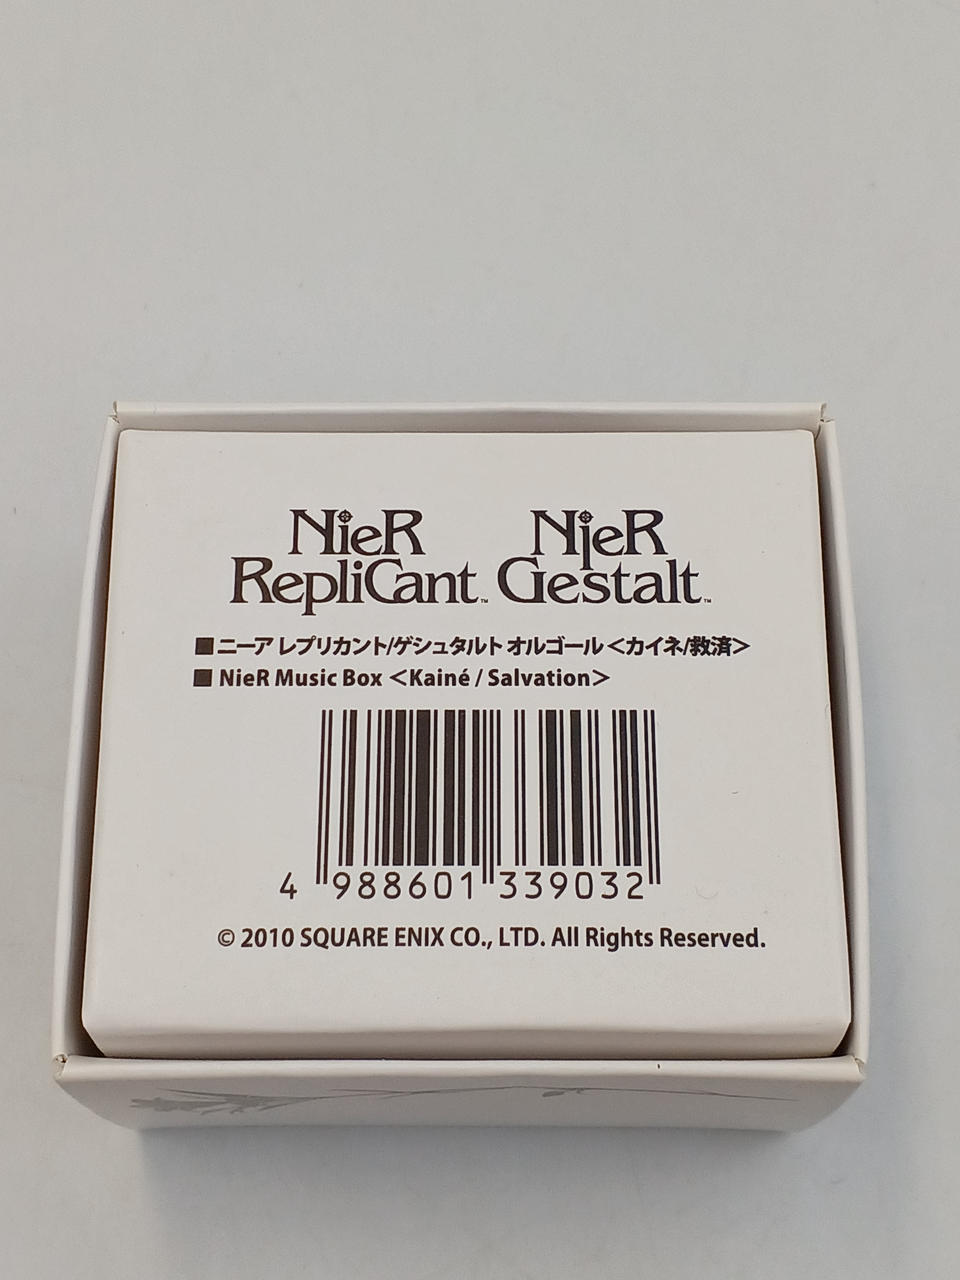 NieR RepliCant™ NieR Gestalt™
■ニーア レプリカント/ゲシュタルト オルゴール＜カイネ/救済＞
■ NieR Music Box ＜Kainé / Salvation＞
4 988601 339032
© 2010 SQUARE ENIX CO., LTD. All Rights Reserved.